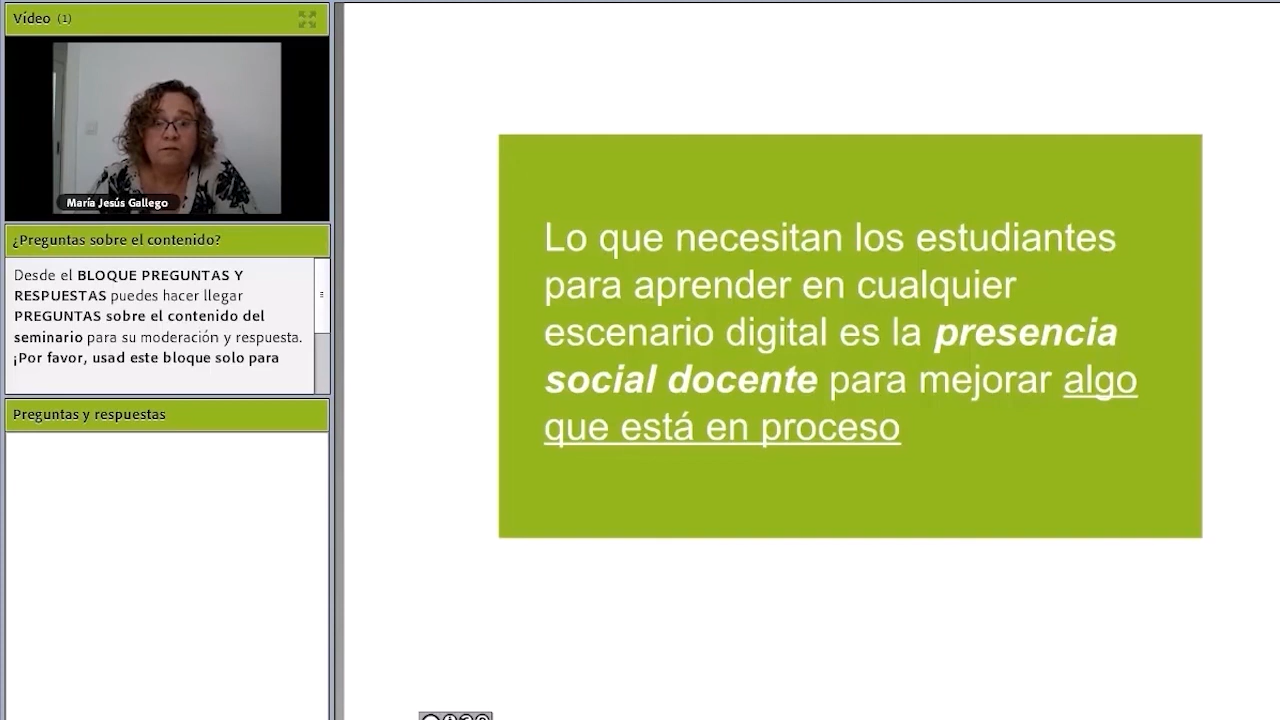 Vídeo (1)
María Jesús Gallego
¿Preguntas sobre el contenido?
Desde el BLOQUE PREGUNTAS Y
RESPUESTAS puedes hacer llegar
PREGUNTAS sobre el contenido del
seminario para su moderación y respuesta.
¡Por favor, usad este bloque solo para
Preguntas y respuestas
Lo que necesitan los estudiantes
para aprender en cualquier
escenario digital es la presencia
social docente para mejorar algo
que está en proceso